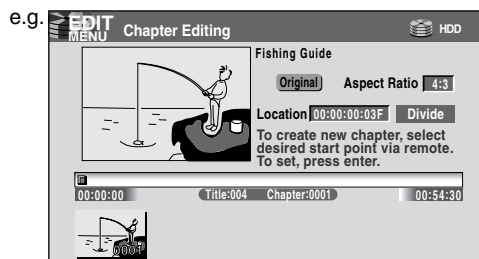 e.g.
EDIT MENU Chapter Editing HDD
Fishing Guide
Original Aspect Ratio 4:3
Location 00:00:00:03F Divide
To create new chapter, select
desired start point via remote.
To set, press enter.
00:00:00 Title:004 Chapter:0001 00:54:30
0001